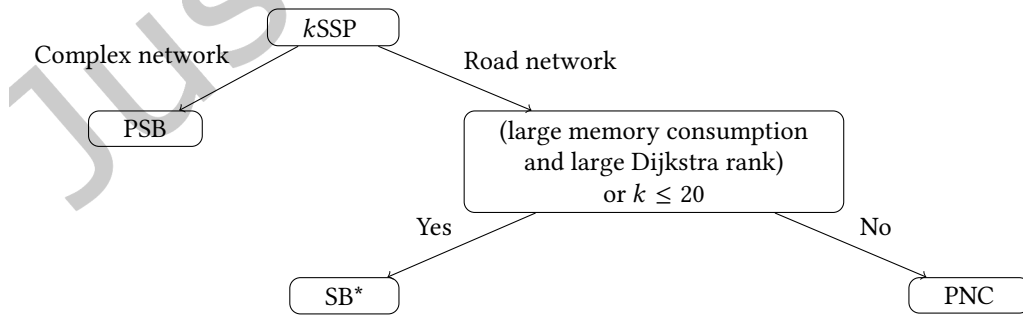 kSSP
Complex network
Road network
PSB
(large memory consumption
and large Dijkstra rank)
or k ≤ 20
Yes
No
SB*
PNC
Jus